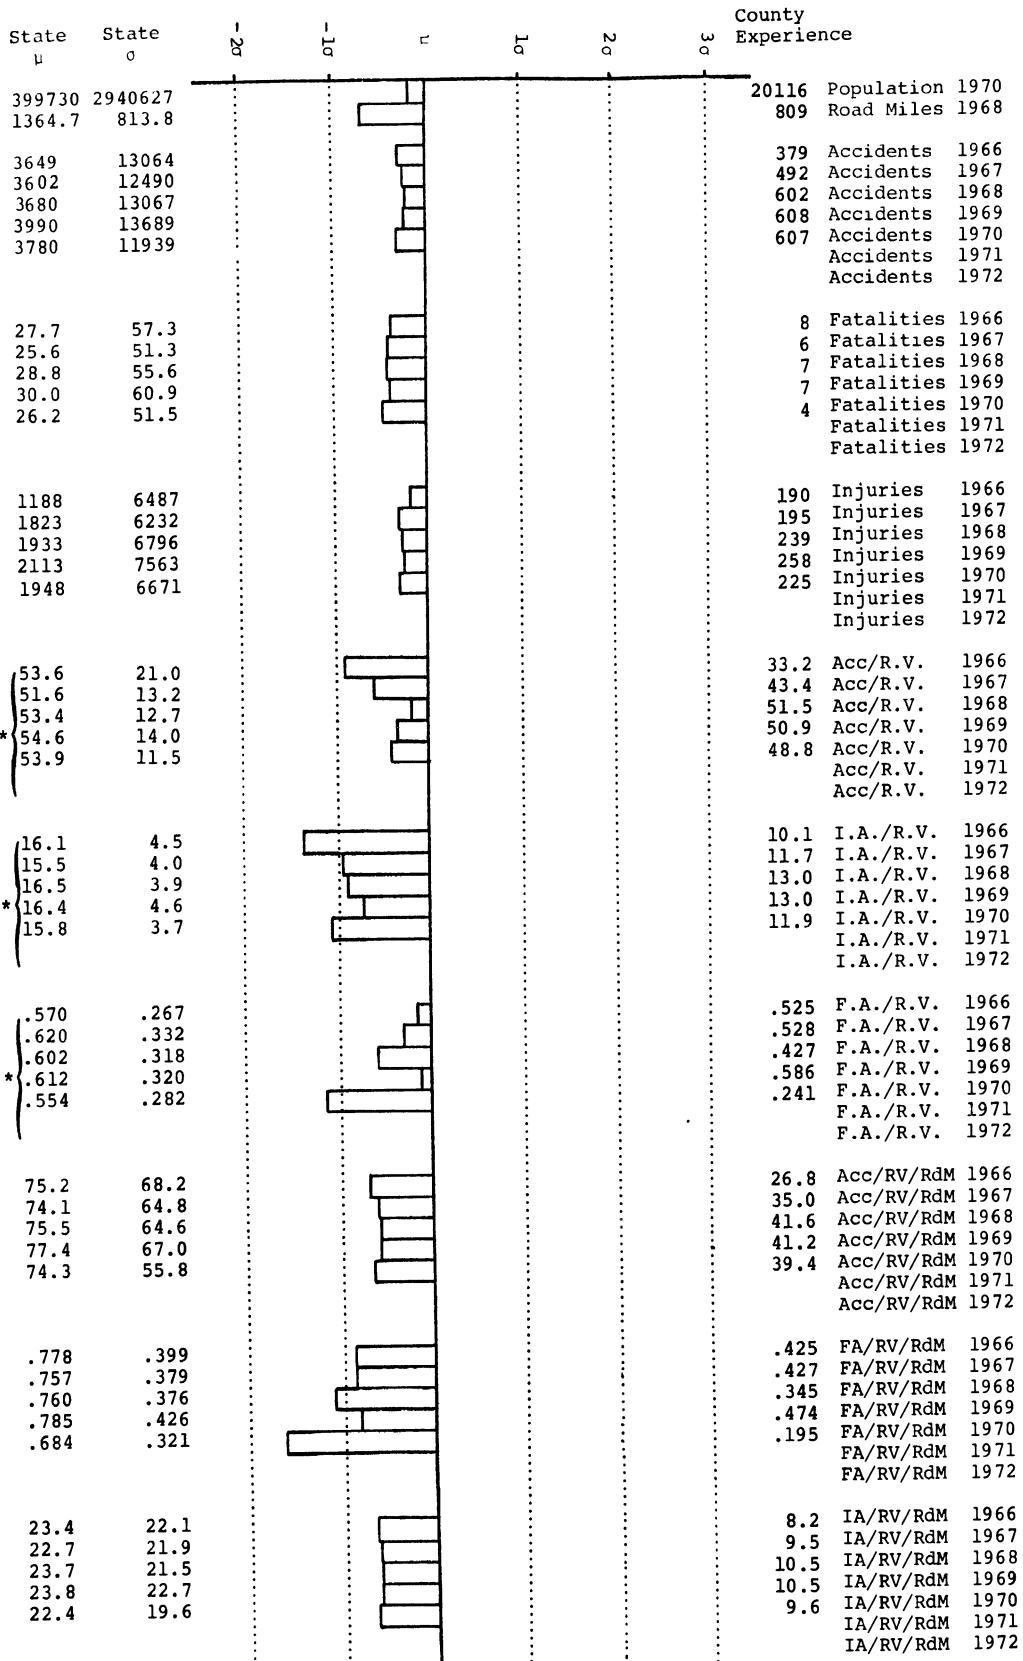 State State -2σ -1σ μ 1σ 2σ 3σ County
μ σ Experience
399730 2940627 20116 Population 1970
1364.7 813.8 809 Road Miles 1968
3649 13064 379 Accidents 1966
3602 12490 492 Accidents 1967
3680 13067 602 Accidents 1968
3990 13689 608 Accidents 1969
3780 11939 607 Accidents 1970
Accidents 1971
Accidents 1972
27.7 57.3 8 Fatalities 1966
25.6 51.3 6 Fatalities 1967
28.8 55.6 7 Fatalities 1968
30.0 60.9 7 Fatalities 1969
26.2 51.5 4 Fatalities 1970
Fatalities 1971
Fatalities 1972
1188 6487 190 Injuries 1966
1823 6232 195 Injuries 1967
1933 6796 239 Injuries 1968
2113 7563 258 Injuries 1969
1948 6671 225 Injuries 1970
Injuries 1971
Injuries 1972
53.6 21.0 33.2 Acc/R.V. 1966
51.6 13.2 43.4 Acc/R.V. 1967
53.4 12.7 51.5 Acc/R.V. 1968
* 54.6 14.0 50.9 Acc/R.V. 1969
53.9 11.5 48.8 Acc/R.V. 1970
Acc/R.V. 1971
Acc/R.V. 1972
16.1 4.5 10.1 I.A./R.V. 1966
15.5 4.0 11.7 I.A./R.V. 1967
16.5 3.9 13.0 I.A./R.V. 1968
* 16.4 4.6 13.0 I.A./R.V. 1969
15.8 3.7 11.9 I.A./R.V. 1970
I.A./R.V. 1971
I.A./R.V. 1972
.570 .267 .525 F.A./R.V. 1966
.620 .332 .528 F.A./R.V. 1967
.602 .318 .427 F.A./R.V. 1968
* .612 .320 .586 F.A./R.V. 1969
.554 .282 .241 F.A./R.V. 1970
F.A./R.V. 1971
F.A./R.V. 1972
75.2 68.2 26.8 Acc/RV/RdM 1966
74.1 64.8 35.0 Acc/RV/RdM 1967
75.5 64.6 41.6 Acc/RV/RdM 1968
77.4 67.0 41.2 Acc/RV/RdM 1969
74.3 55.8 39.4 Acc/RV/RdM 1970
Acc/RV/RdM 1971
Acc/RV/RdM 1972
.778 .399 .425 FA/RV/RdM 1966
.757 .379 .427 FA/RV/RdM 1967
.760 .376 .345 FA/RV/RdM 1968
.785 .426 .474 FA/RV/RdM 1969
.684 .321 .195 FA/RV/RdM 1970
FA/RV/RdM 1971
FA/RV/RdM 1972
23.4 22.1 8.2 IA/RV/RdM 1966
22.7 21.9 9.5 IA/RV/RdM 1967
23.7 21.5 10.5 IA/RV/RdM 1968
23.8 22.7 10.5 IA/RV/RdM 1969
22.4 19.6 9.6 IA/RV/RdM 1970
IA/RV/RdM 1971
IA/RV/RdM 1972